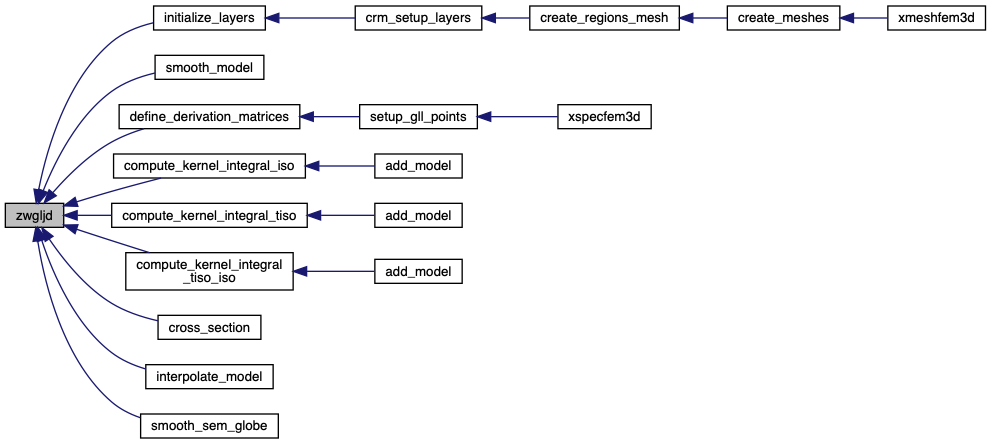 initialize_layers
crm_setup_layers
create_regions_mesh
create_meshes
xmeshfem3d
smooth_model
define_derivation_matrices
setup_gll_points
xspecfem3d
compute_kernel_integral_iso
add_model
zwgljd
compute_kernel_integral_tiso
add_model
compute_kernel_integral
_tiso_iso
add_model
cross_section
interpolate_model
smooth_sem_globe